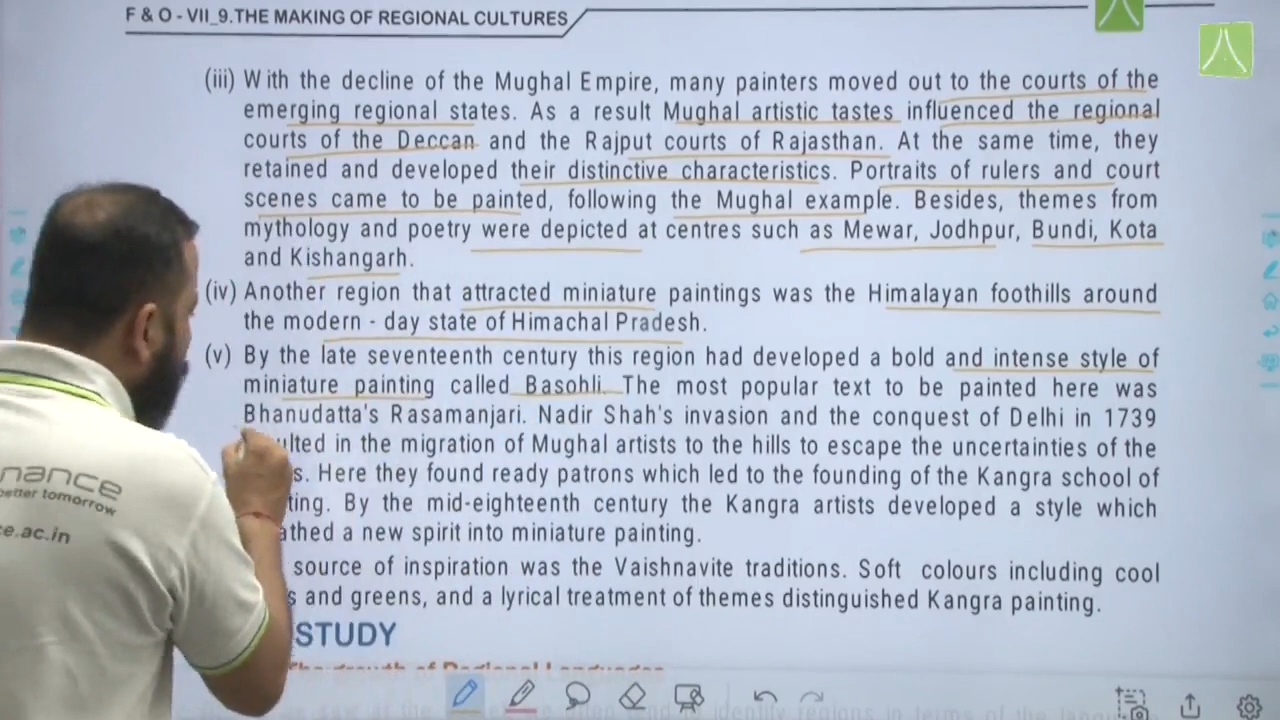 F & O - VII_9.THE MAKING OF REGIONAL CULTURES
(iii) With the decline of the Mughal Empire, many painters moved out to the courts of the
emerging regional states. As a result Mughal artistic tastes influenced the regional
courts of the Deccan and the Rajput courts of Rajasthan. At the same time, they
retained and developed their distinctive characteristics. Portraits of rulers and court
scenes came to be painted, following the Mughal example. Besides, themes from
mythology and poetry were depicted at centres such as Mewar, Jodhpur, Bundi, Kota
and Kishangarh.
(iv) Another region that attracted miniature paintings was the Himalayan foothills around
the modern - day state of Himachal Pradesh.
(v) By the late seventeenth century this region had developed a bold and intense style of
miniature painting called Basohli. The most popular text to be painted here was
Bhanudatta's Rasamanjari. Nadir Shah's invasion and the conquest of Delhi in 1739
ulted in the migration of Mughal artists to the hills to escape the uncertainties of the
s. Here they found ready patrons which led to the founding of the Kangra school of
ting. By the mid-eighteenth century the Kangra artists developed a style which
athed a new spirit into miniature painting.
source of inspiration was the Vaishnavite traditions. Soft colours including cool
s and greens, and a lyrical treatment of themes distinguished Kangra painting.
STUDY
growth of Regional Languages
nance
better tomorrow
ce.ac.in